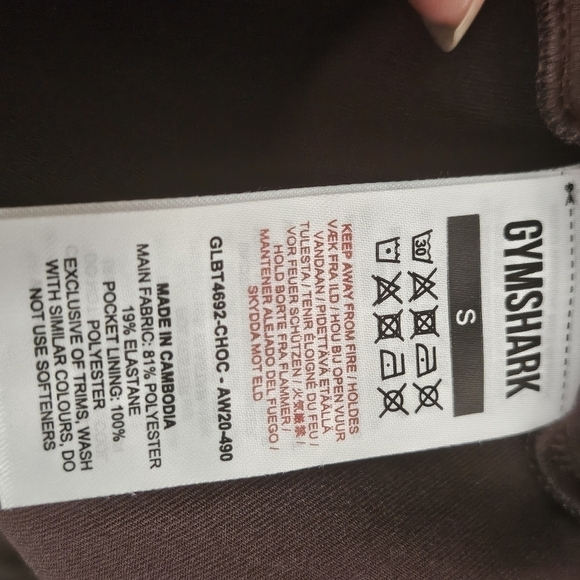 GYMSHARK
S
30
KEEP AWAY FROM FIRE / HOLDES
VÆK FRA ILD / HOU BIJ OPEN VUUR
VANDAAN / PIDETTÄVÄ ETÄÄLLÄ
TULESTA / TENIR ÉLOIGNÉ DU FEU /
VOR FEUER SCHÜTZEN / 火気厳禁 /
HOLD BORTE FRA FLAMMER /
MANTENER ALEJADO DEL FUEGO /
SKYDDA MOT ELD
GLBT4692-CHOC - AW20-490
MADE IN CAMBODIA
MAIN FABRIC: 81% POLYESTER
19% ELASTANE
POCKET LINING: 100%
POLYESTER
EXCLUSIVE OF TRIMS, WASH
WITH SIMILAR COLOURS, DO
NOT USE SOFTENERS